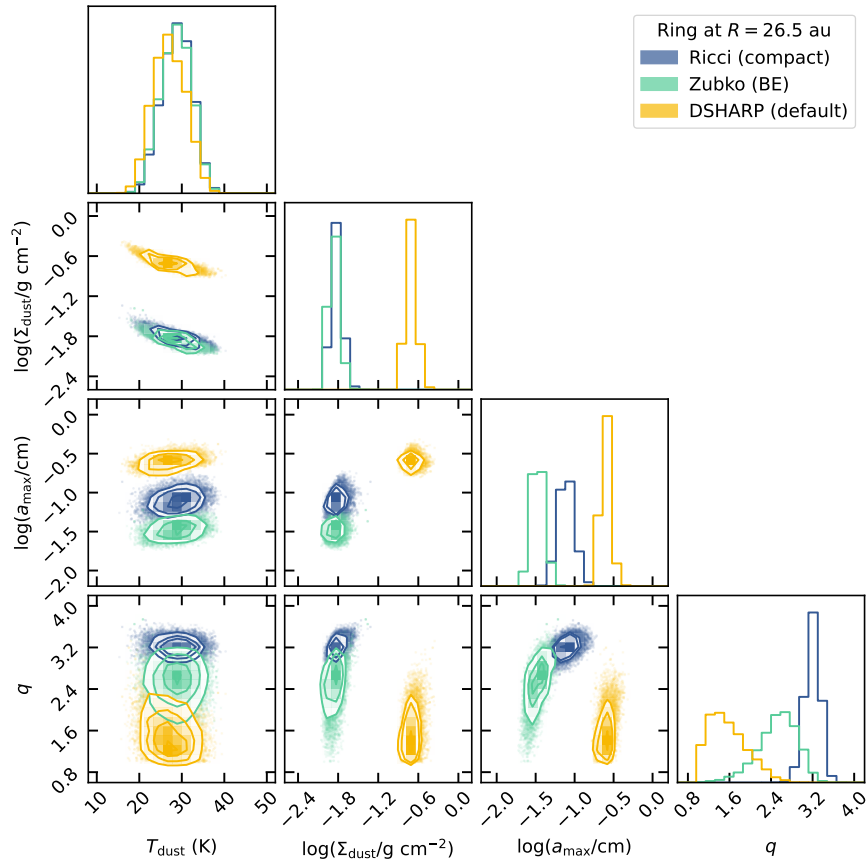 Ring at R = 26.5 au
Ricci (compact)
Zubko (BE)
DSHARP (default)
log(Σdust/g cm⁻²)
0.0
−0.6
−1.2
−1.8
−2.4
log(amax/cm)
0.0
−0.5
−1.0
−1.5
−2.0
q
4.0
3.2
2.4
1.6
0.8
10 20 30 40 50
−2.4 −1.8 −1.2 −0.6 0.0
−2.0 −1.5 −1.0 −0.5 0.0
0.8 1.6 2.4 3.2 4.0
Tdust (K)
log(Σdust/g cm⁻²)
log(amax/cm)
q